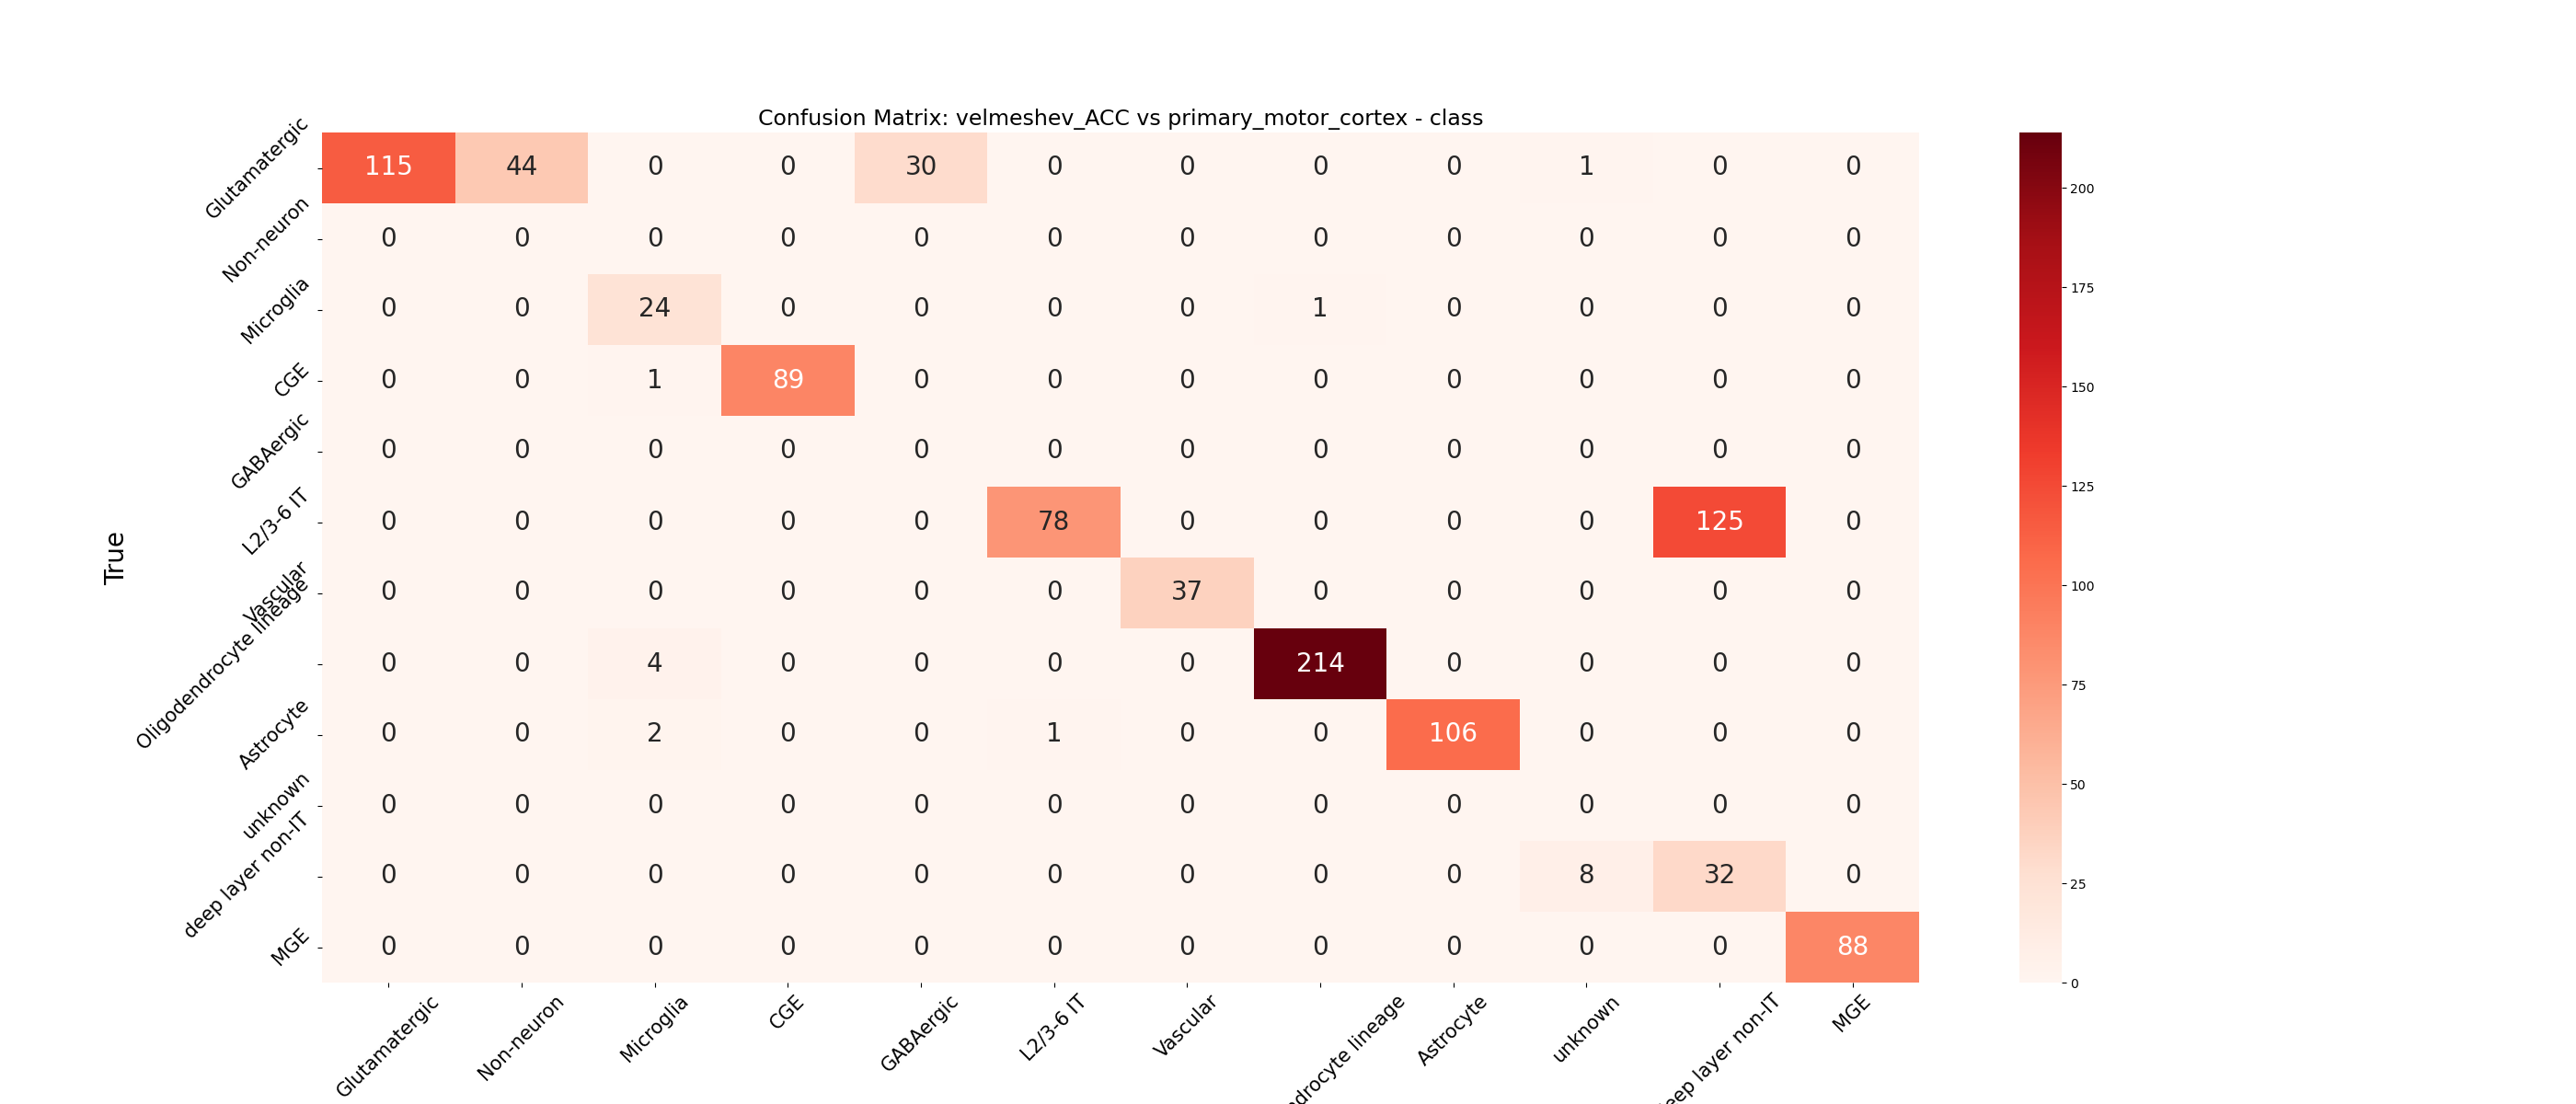 Confusion Matrix: velmeshev_ACC vs primary_motor_cortex - class
True
Glutamatergic 115 44 0 0 30 0 0 0 0 1 0 0
Non-neuron 0 0 0 0 0 0 0 0 0 0 0 0
Microglia 0 0 24 0 0 0 0 1 0 0 0 0
CGE 0 0 1 89 0 0 0 0 0 0 0 0
GABAergic 0 0 0 0 0 0 0 0 0 0 0 0
L2/3-6 IT 0 0 0 0 0 78 0 0 0 0 125 0
Vascular 0 0 0 0 0 0 37 0 0 0 0 0
Oligodendrocyte lineage 0 0 4 0 0 0 0 214 0 0 0 0
Astrocyte 0 0 2 0 0 1 0 0 106 0 0 0
unknown 0 0 0 0 0 0 0 0 0 0 0 0
deep layer non-IT 0 0 0 0 0 0 0 0 0 8 32 0
MGE 0 0 0 0 0 0 0 0 0 0 0 88
Glutamatergic Non-neuron Microglia CGE GABAergic L2/3-6 IT Vascular ndrocyte lineage Astrocyte unknown eep layer non-IT MGE
200
175
150
125
100
75
50
25
0